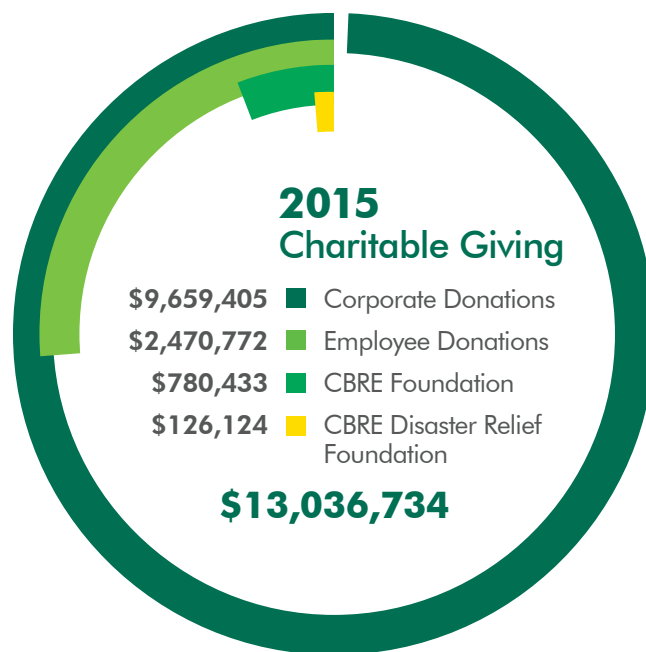 2015
Charitable Giving
$9,659,405 Corporate Donations
$2,470,772 Employee Donations
$780,433 CBRE Foundation
$126,124 CBRE Disaster Relief
Foundation
$13,036,734